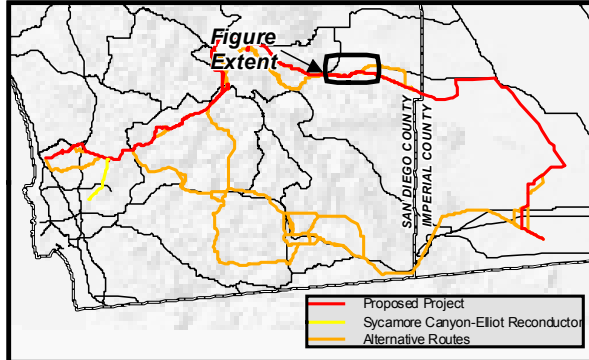 Figure
Extent
SAN DIEGO COUNTY
IMPERIAL COUNTY
Proposed Project
Sycamore Canyon-Elliot Reconductor
Alternative Routes